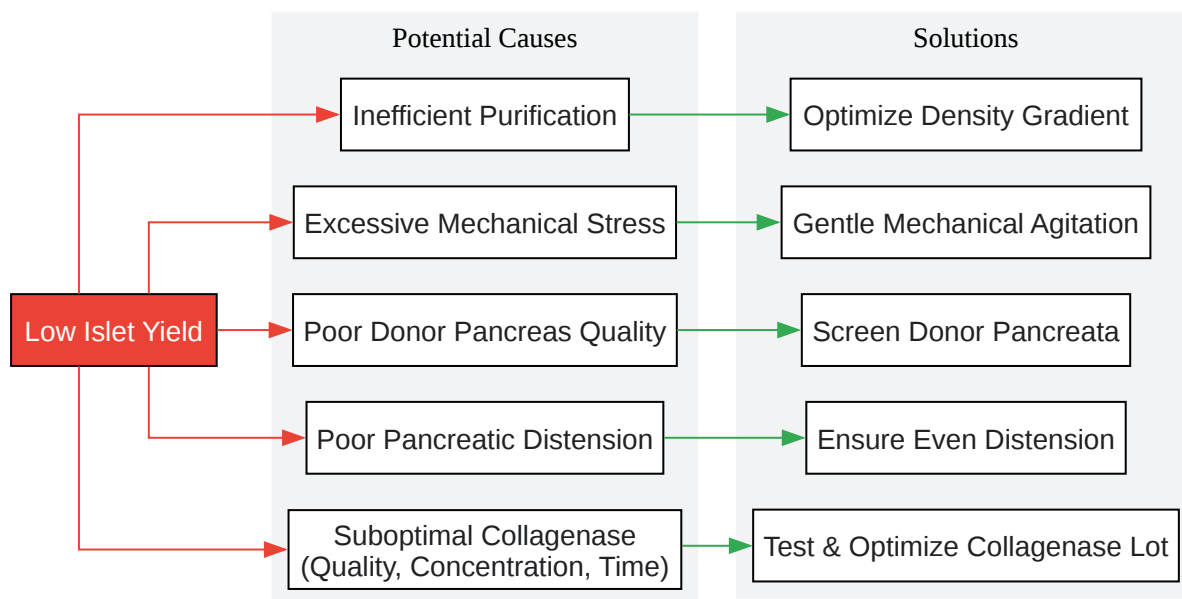 Potential Causes
Solutions
Inefficient Purification
Optimize Density Gradient
Excessive Mechanical Stress
Gentle Mechanical Agitation
Low Islet Yield
Poor Donor Pancreas Quality
Screen Donor Pancreata
Poor Pancreatic Distension
Ensure Even Distension
Suboptimal Collagenase
(Quality, Concentration, Time)
Test & Optimize Collagenase Lot